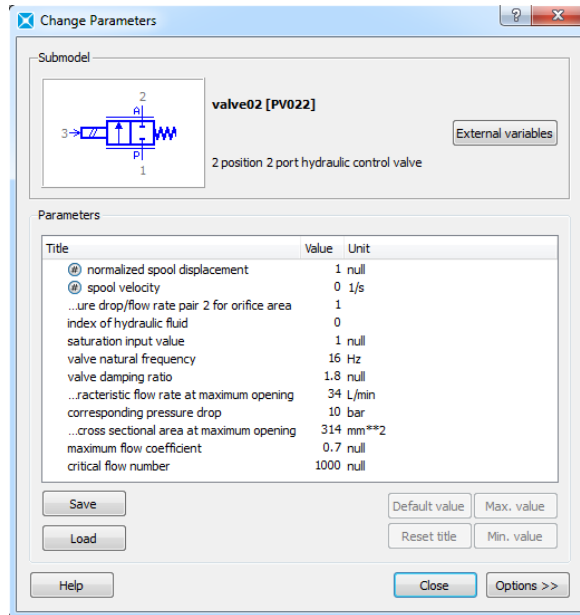 Change Parameters
Submodel
2
A
3
P
1
valve02 [PV022]
External variables
2 position 2 port hydraulic control valve
Parameters
Title Value Unit
# normalized spool displacement 1 null
# spool velocity 0 1/s
...ure drop/flow rate pair 2 for orifice area 1
index of hydraulic fluid 0
saturation input value 1 null
valve natural frequency 16 Hz
valve damping ratio 1.8 null
...racteristic flow rate at maximum opening 34 L/min
corresponding pressure drop 10 bar
...cross sectional area at maximum opening 314 mm**2
maximum flow coefficient 0.7 null
critical flow number 1000 null
Save Default value Max. value
Load Reset title Min. value
Help Close Options >>